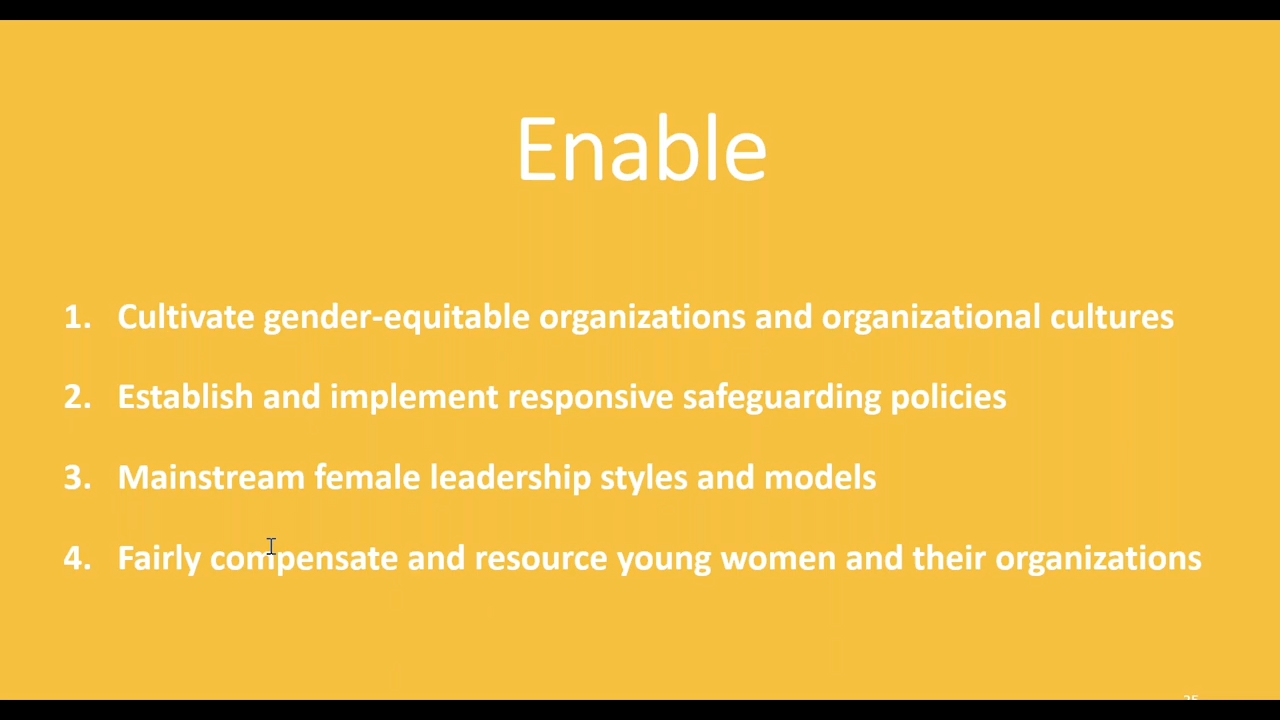 Enable
1. Cultivate gender-equitable organizations and organizational cultures
2. Establish and implement responsive safeguarding policies
3. Mainstream female leadership styles and models
4. Fairly compensate and resource young women and their organizations